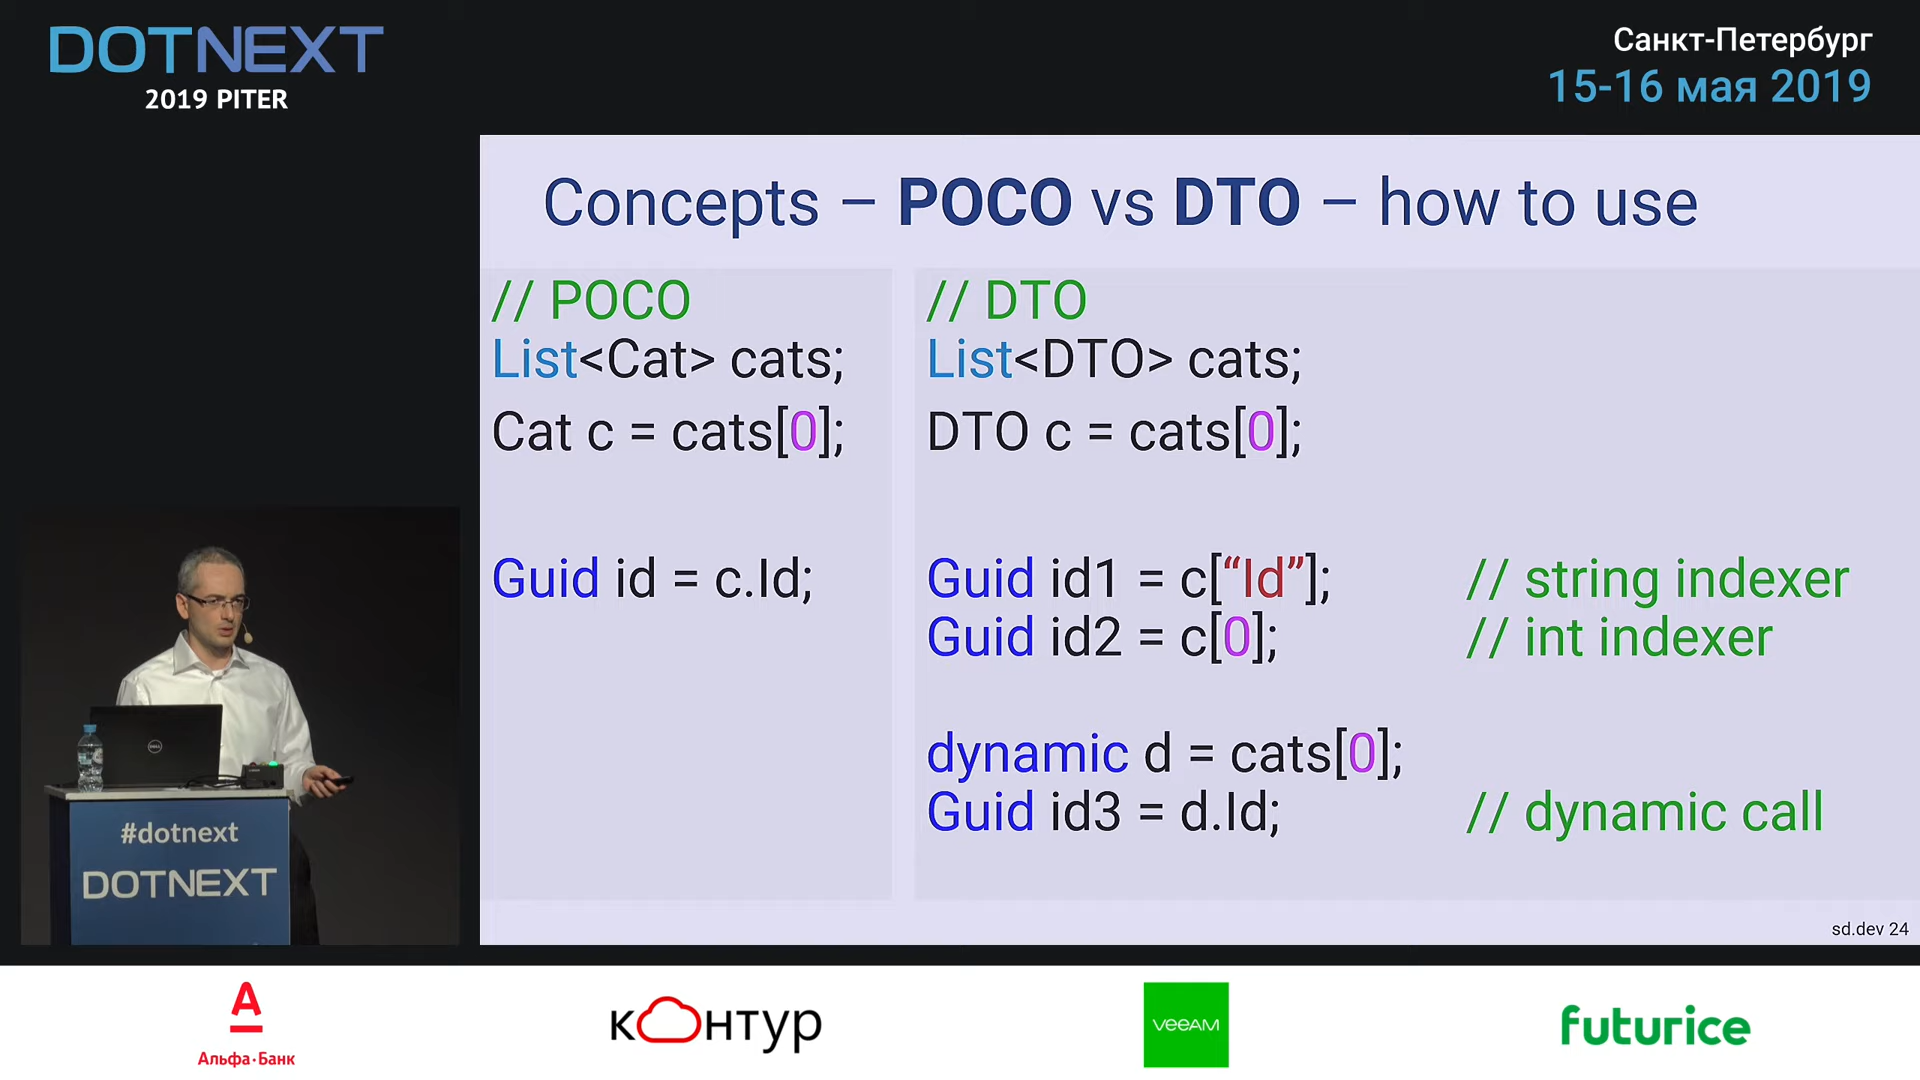 DOTNEXT
2019 PITER
Санкт-Петербург
15-16 мая 2019
Concepts – POCO vs DTO – how to use
// POCO
List<Cat> cats;
Cat c = cats[0];
Guid id = c.Id;
// DTO
List<DTO> cats;
DTO c = cats[0];
Guid id1 = c[“Id”]; // string indexer
Guid id2 = c[0]; // int indexer
dynamic d = cats[0];
Guid id3 = d.Id; // dynamic call
sd.dev 24
DELL
#dotnext
DOTNEXT
А
Альфа·Банк
контур
veeAM
futurice